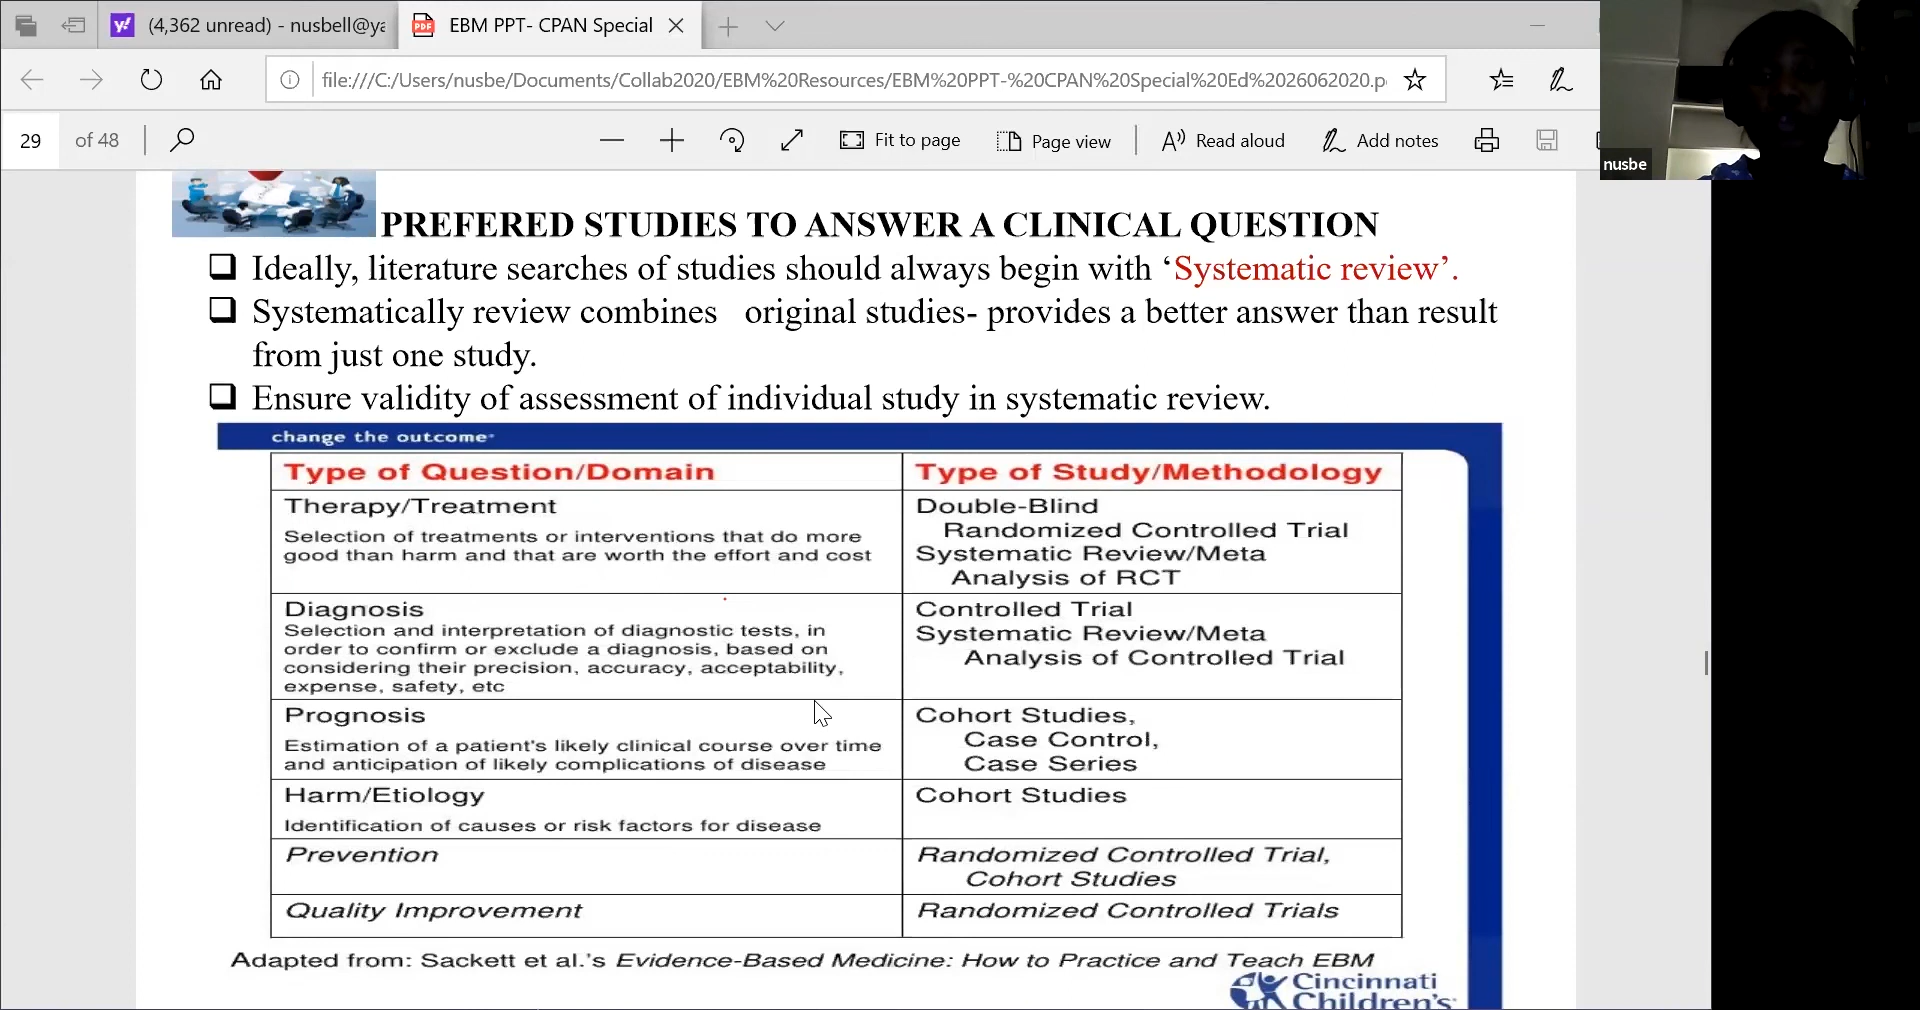 (4,362 unread) - nusbell@ya
PDF
EBM PPT- CPAN Special
file:///C:/Users/nusbe/Documents/Collab2020/EBM%20Resources/EBM%20PPT-%20CPAN%20Special%20Ed%2026062020.p
29 of 48
Fit to page
Page view
Read aloud
Add notes
nusbe
PREFERED STUDIES TO ANSWER A CLINICAL QUESTION
Ideally, literature searches of studies should always begin with ‘Systematic review’.
Systematically review combines original studies- provides a better answer than result
from just one study.
Ensure validity of assessment of individual study in systematic review.
change the outcome
Type of Question/Domain
Type of Study/Methodology
Therapy/Treatment
Selection of treatments or interventions that do more
good than harm and that are worth the effort and cost
Double-Blind
Randomized Controlled Trial
Systematic Review/Meta
Analysis of RCT
Diagnosis
Selection and interpretation of diagnostic tests, in
order to confirm or exclude a diagnosis, based on
considering their precision, accuracy, acceptability,
expense, safety, etc
Controlled Trial
Systematic Review/Meta
Analysis of Controlled Trial
Prognosis
Estimation of a patient's likely clinical course over time
and anticipation of likely complications of disease
Cohort Studies,
Case Control,
Case Series
Harm/Etiology
Identification of causes or risk factors for disease
Cohort Studies
Prevention
Randomized Controlled Trial,
Cohort Studies
Quality Improvement
Randomized Controlled Trials
Adapted from: Sackett et al.'s Evidence-Based Medicine: How to Practice and Teach EBM
Cincinnati
Children's